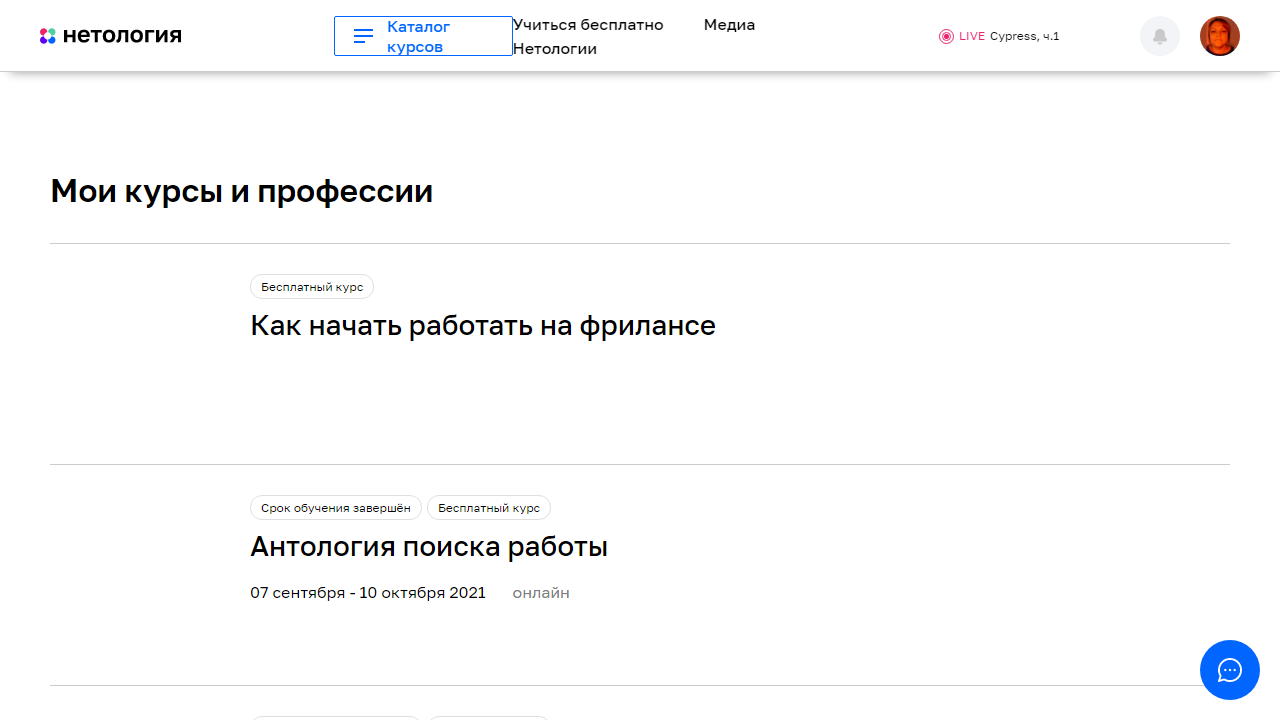 нетология
Каталог
курсов
Учиться бесплатно
Медиа
Нетологии
LIVE Cypress, ч.1
Мои курсы и профессии
Бесплатный курс
Как начать работать на фрилансе
Срок обучения завершён
Бесплатный курс
Антология поиска работы
07 сентября - 10 октября 2021
онлайн